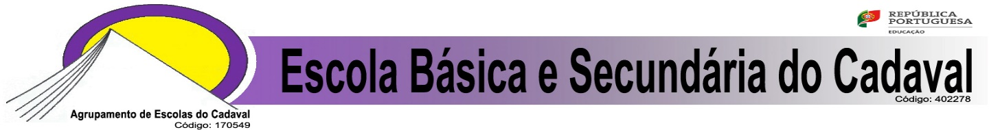 REPÚBLICA
PORTUGUESA
EDUCAÇÃO
Escola Básica e Secundária do Cadaval
Código: 402278
Agrupamento de Escolas do Cadaval
Código: 170549